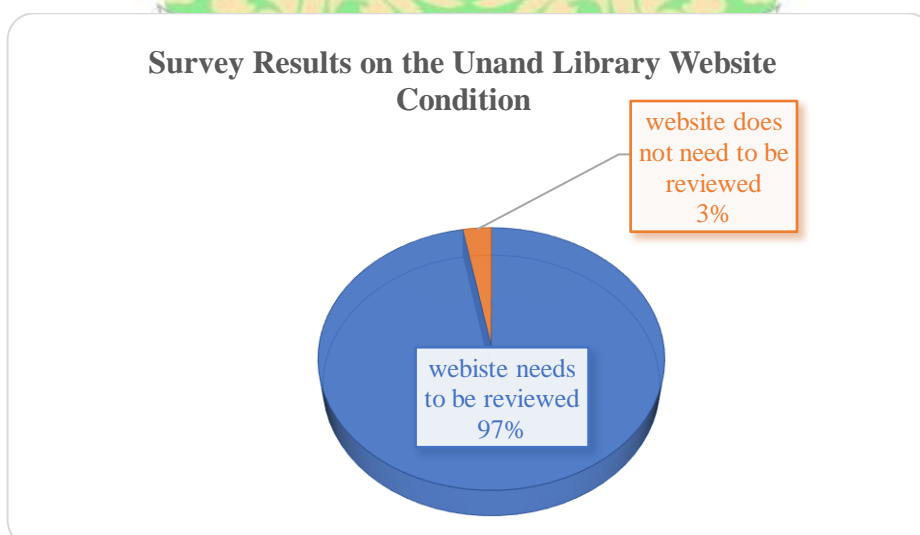 Survey Results on the Unand Library Website
Condition
website does
not need to be
reviewed
3%
webiste needs
to be reviewed
97%